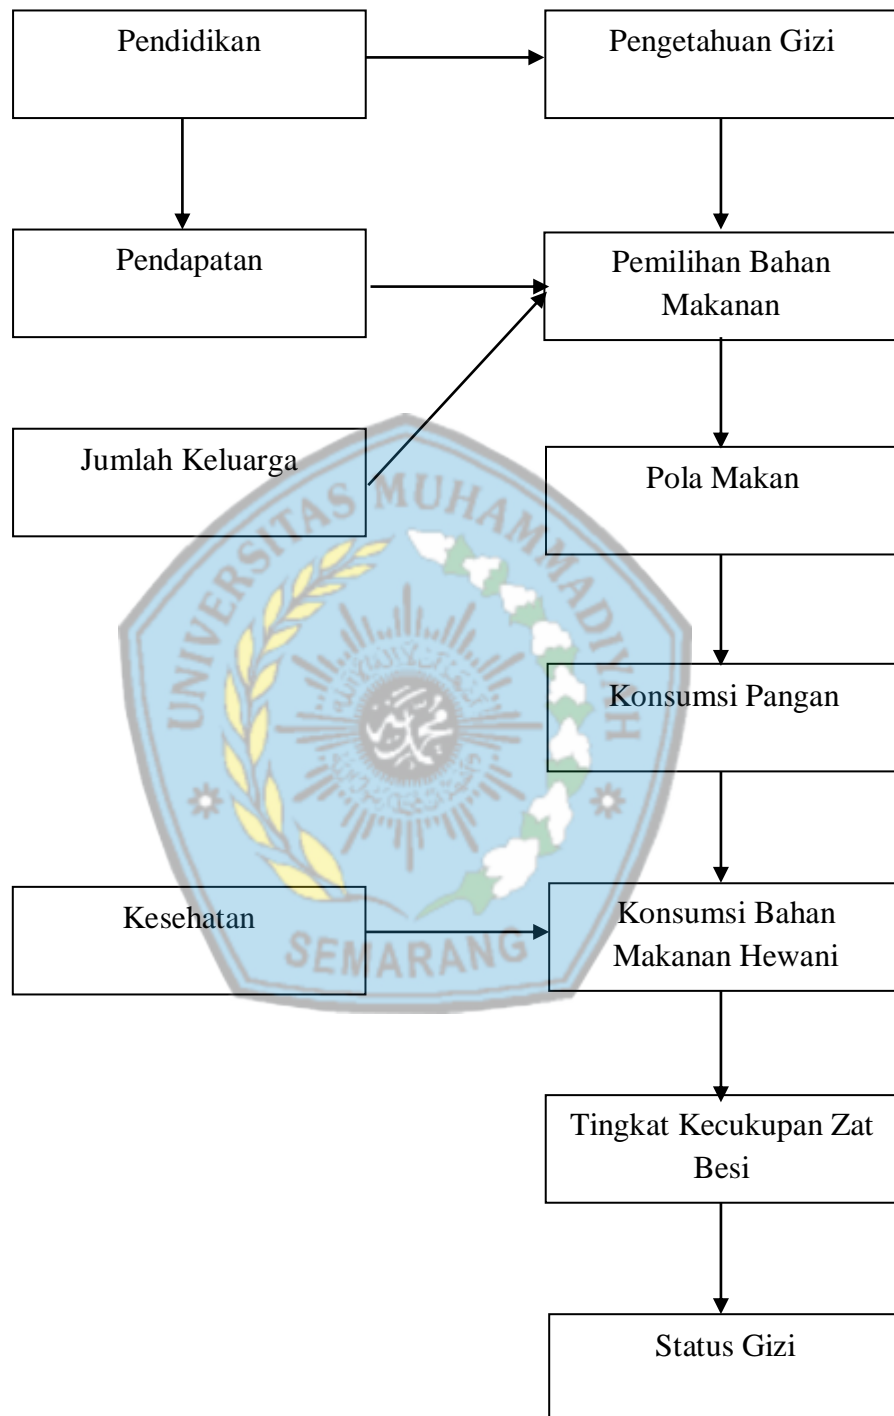 Pendidikan
Pengetahuan Gizi
Pendapatan
Pemilihan Bahan
Makanan
Jumlah Keluarga
Pola Makan
UNIVERSITAS MUHAMMADIYAH
SEMARANG
Konsumsi Pangan
Kesehatan
Konsumsi Bahan
Makanan Hewani
Tingkat Kecukupan Zat
Besi
Status Gizi